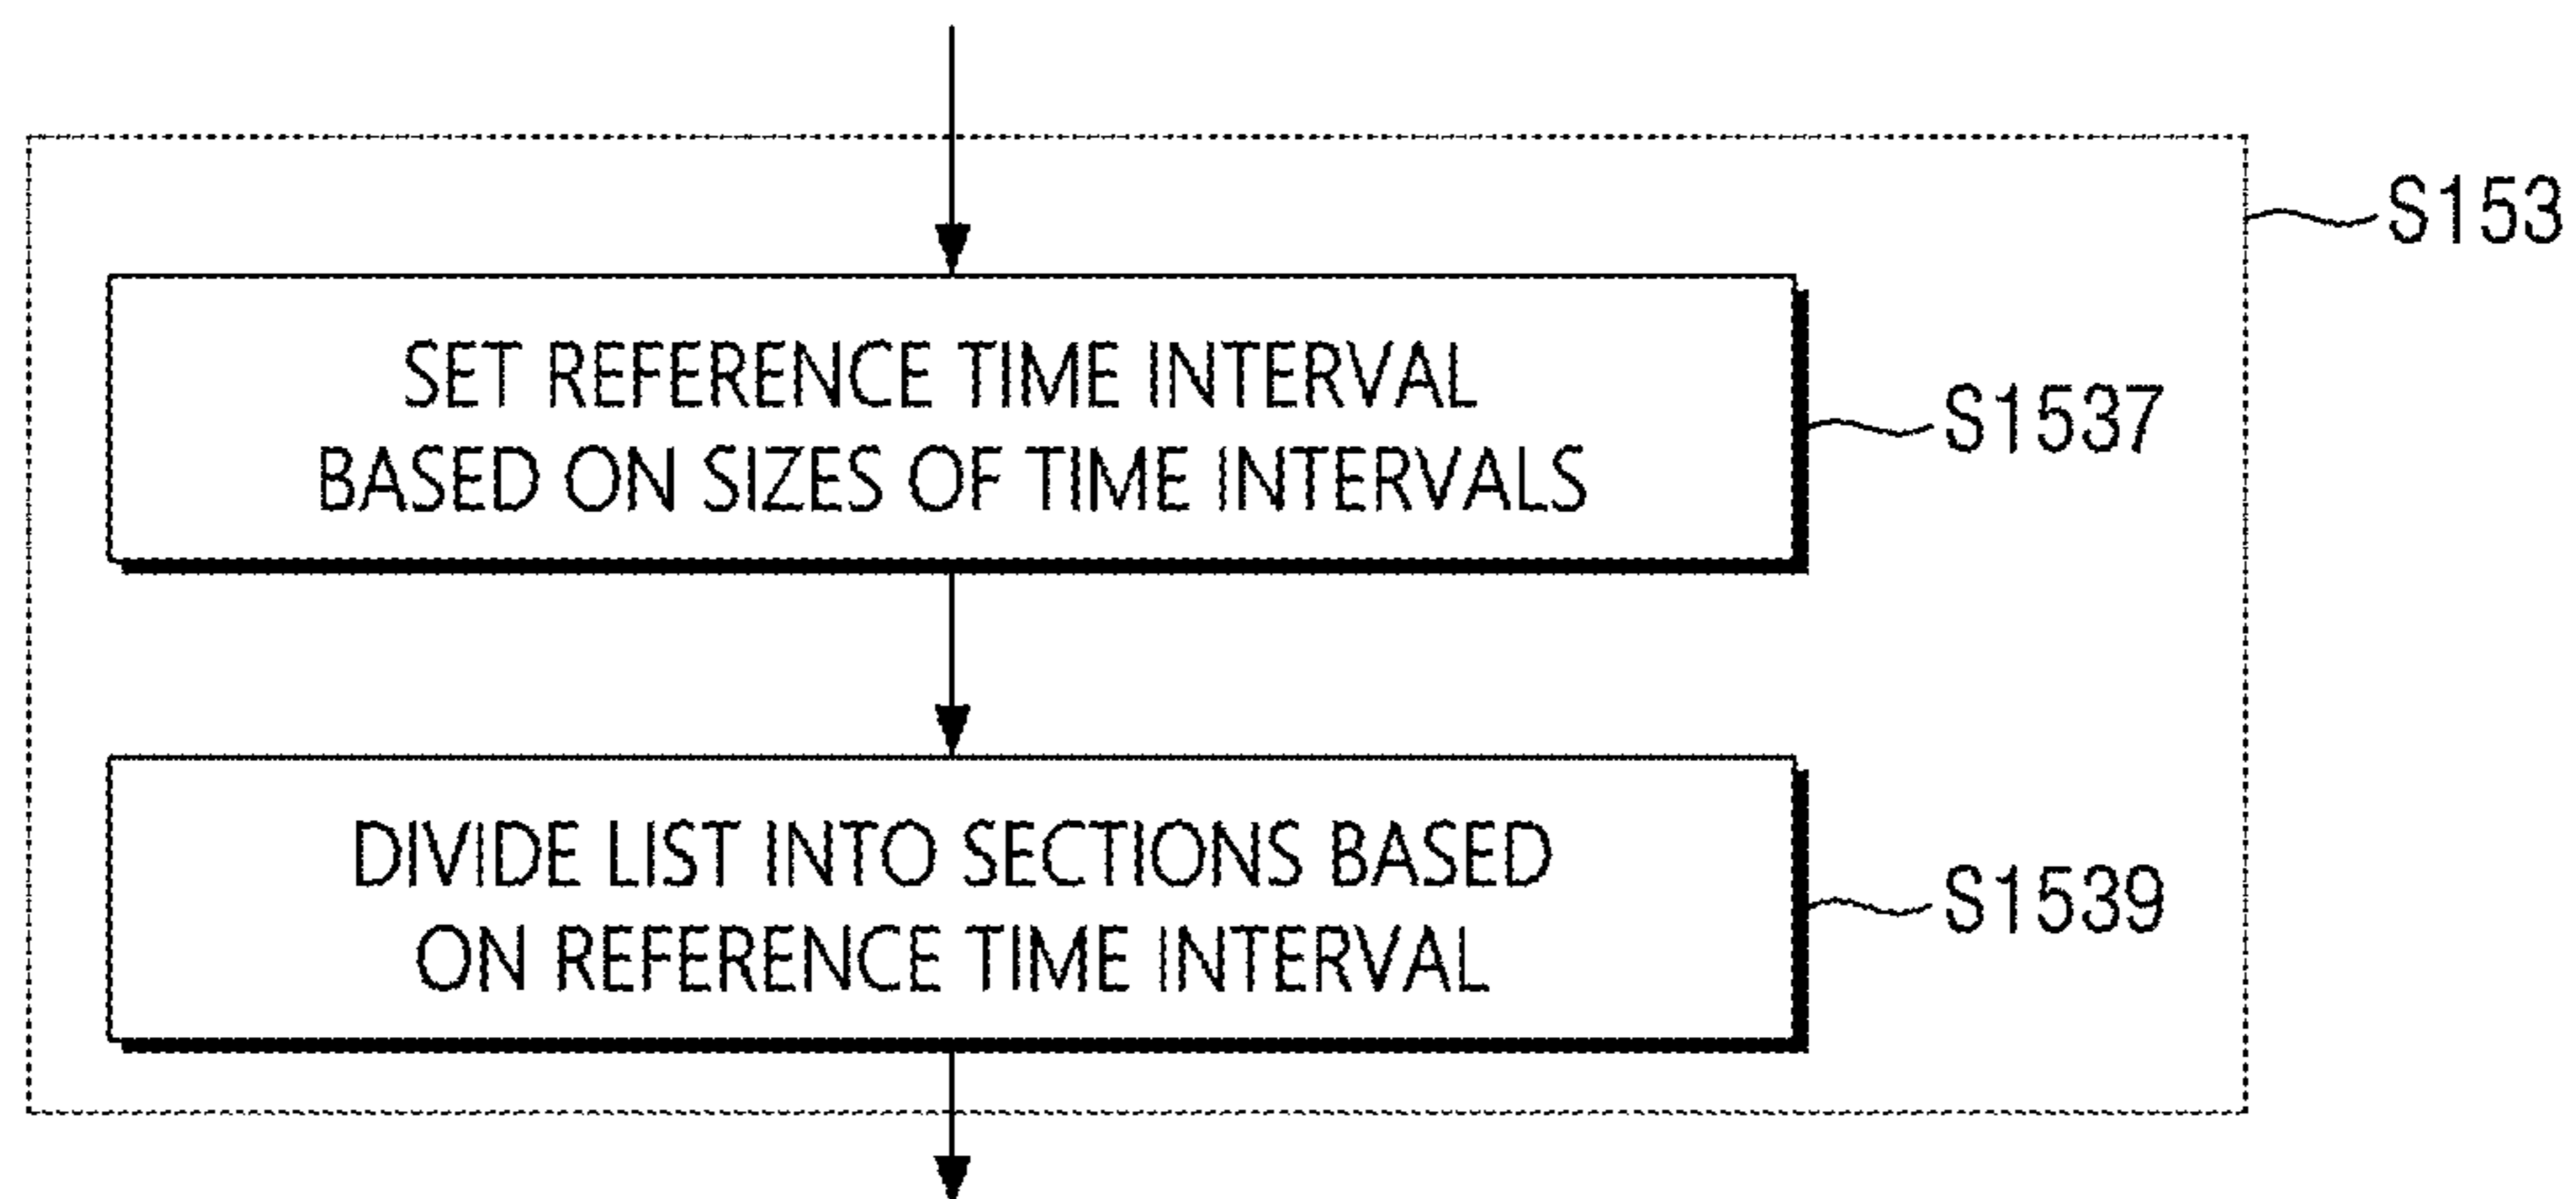 S153
SET REFERENCE TIME INTERVAL
BASED ON SIZES OF TIME INTERVALS
S1537
DIVIDE LIST INTO SECTIONS BASED
ON REFERENCE TIME INTERVAL
S1539